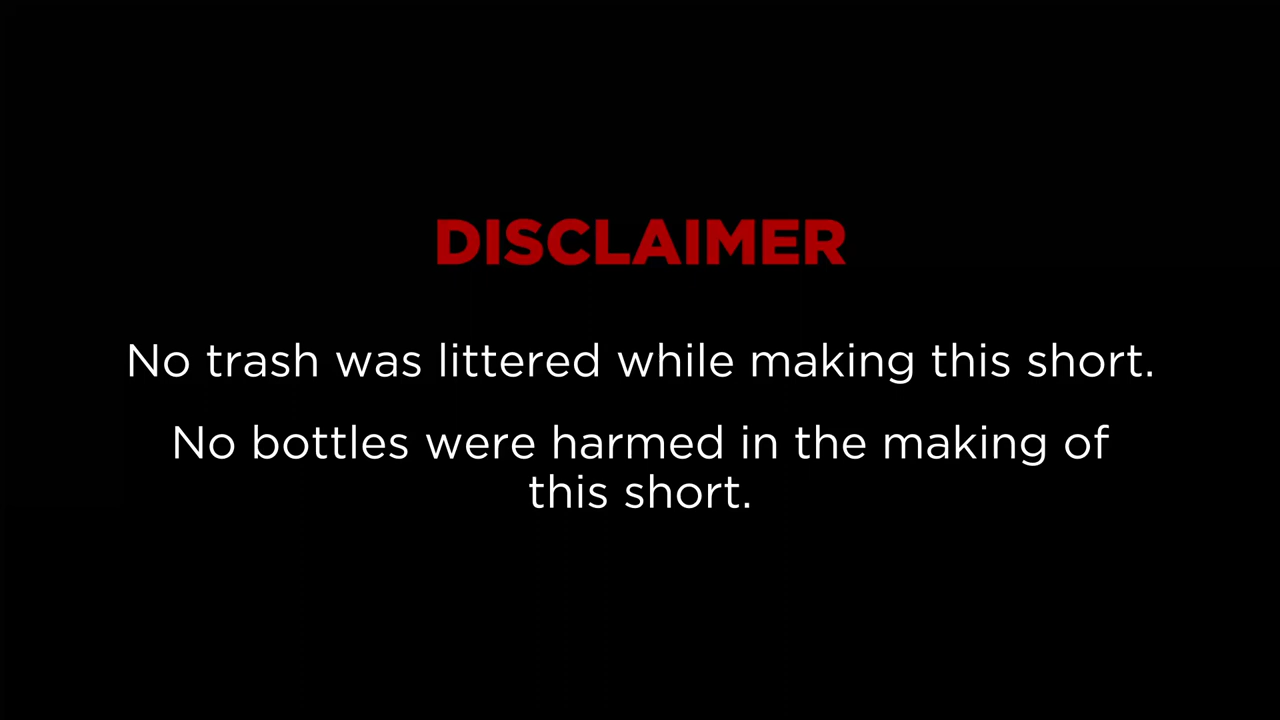 DISCLAIMER
No trash was littered while making this short.
No bottles were harmed in the making of
this short.